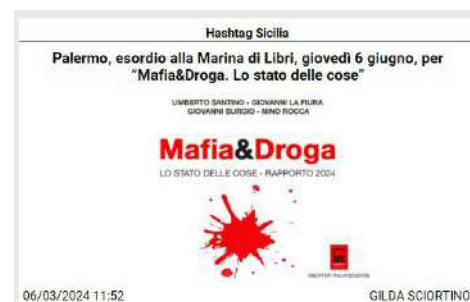 Hashtag Sicilia
Palermo, esordio alla Marina di Libri, giovedì 6 giugno, per
"Mafia&Droga. Lo stato delle cose"
UMBERTO SANTINO - GIOVANNI LA FIURA
GIOVANNI BURGIO - NINO ROCCA
Mafia&Droga
LO STATO DELLE COSE - RAPPORTO 2024
06/03/2024 11:52
GILDA SCIORTINO